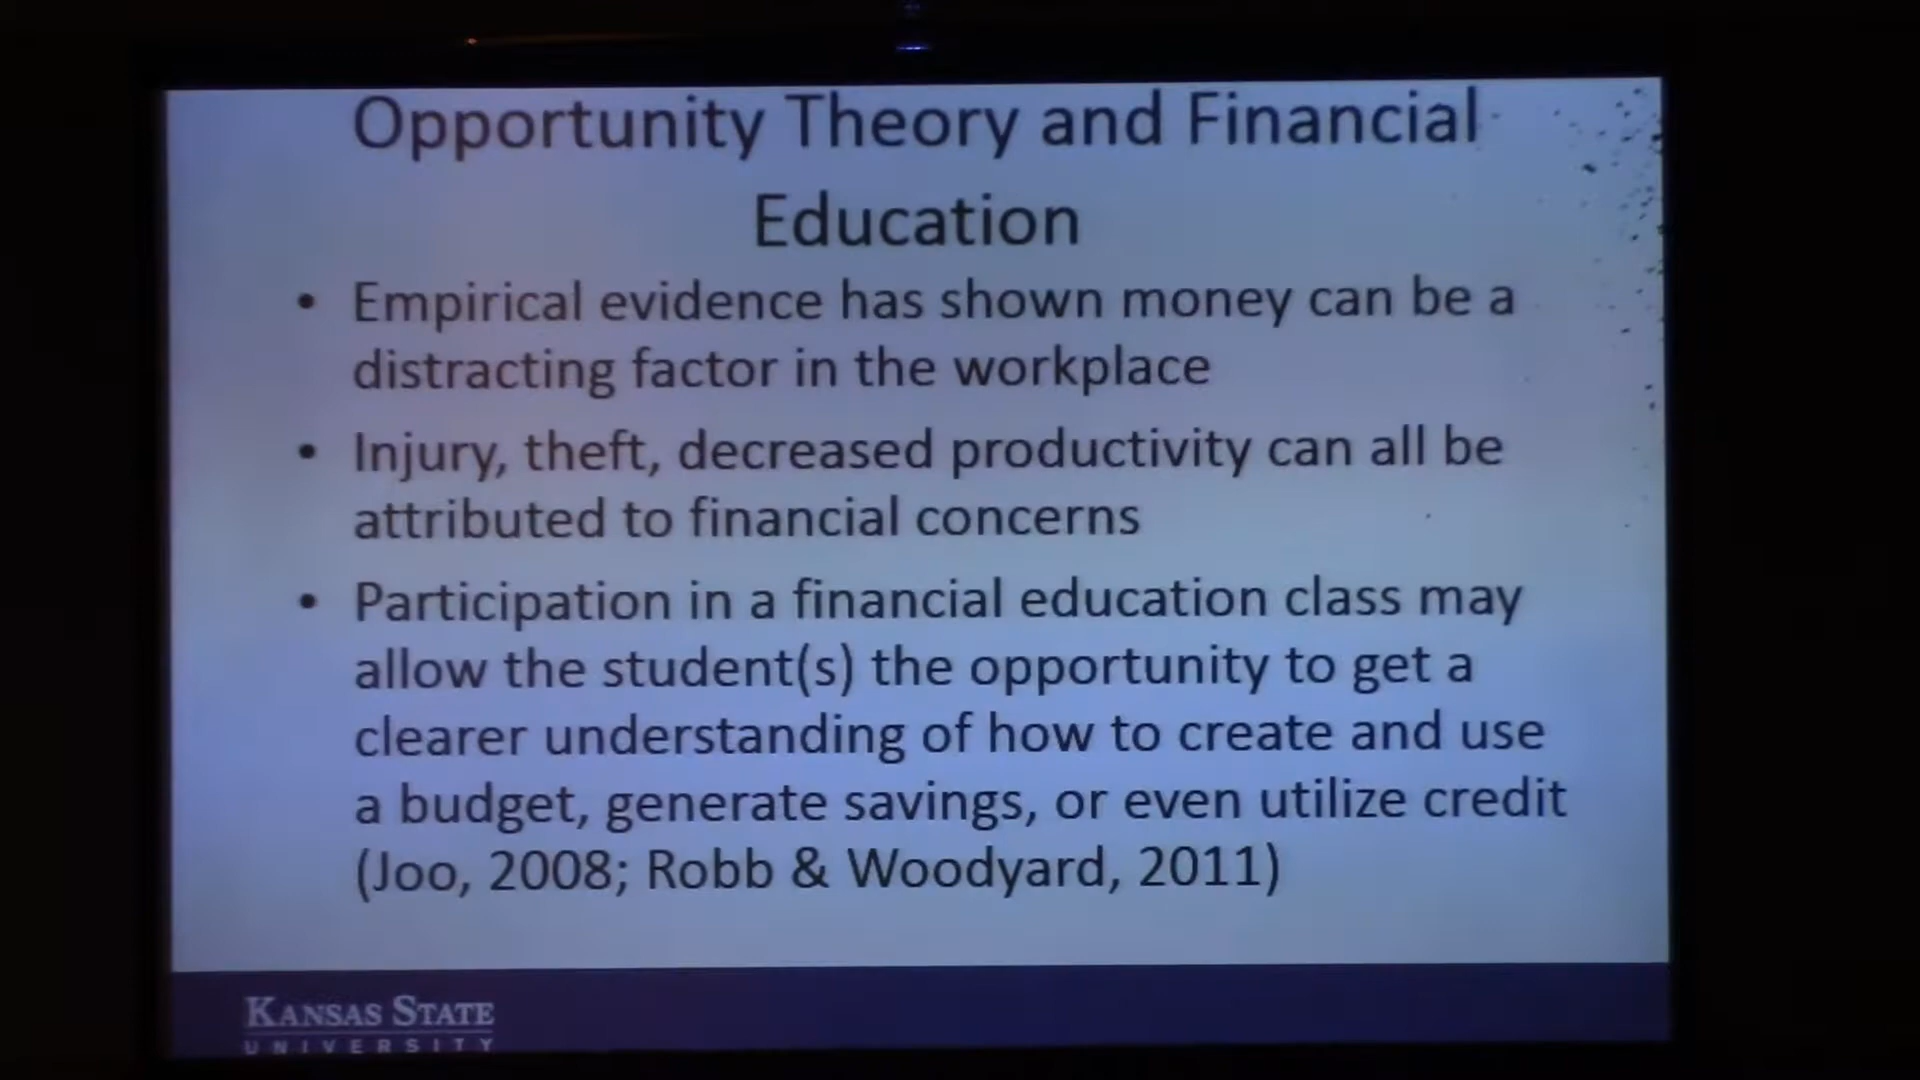 Opportunity Theory and Financial
Education
• Empirical evidence has shown money can be a
distracting factor in the workplace
• Injury, theft, decreased productivity can all be
attributed to financial concerns
• Participation in a financial education class may
allow the student(s) the opportunity to get a
clearer understanding of how to create and use
a budget, generate savings, or even utilize credit
(Joo, 2008; Robb & Woodyard, 2011)
KANSAS STATE
UNIVERSITY